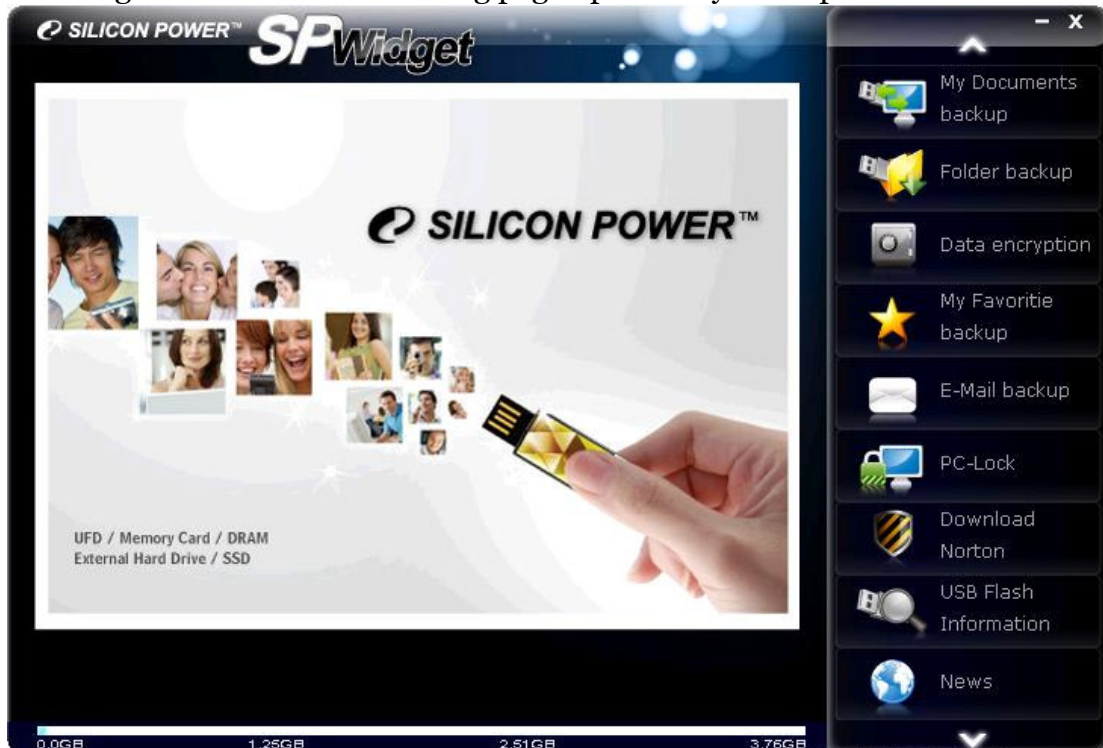 SILICON POWER™ SPWidget
SILICON POWER™
UFD / Memory Card / DRAM
External Hard Drive / SSD
0.0GB 1.25GB 2.51GB 3.76GB
– X
My Documents
backup
Folder backup
Data encryption
My Favoritie
backup
E-Mail backup
PC-Lock
Download
Norton
USB Flash
Information
News